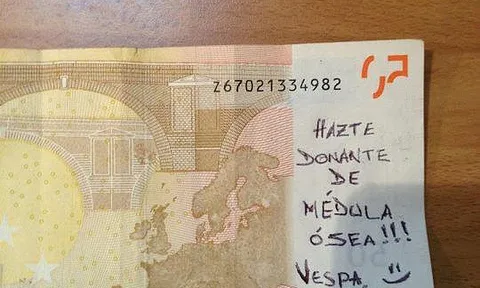 Z67021334982
HAZTE
DONANTE
DE
MÉDULA
ÓSEA!!!
VESPA